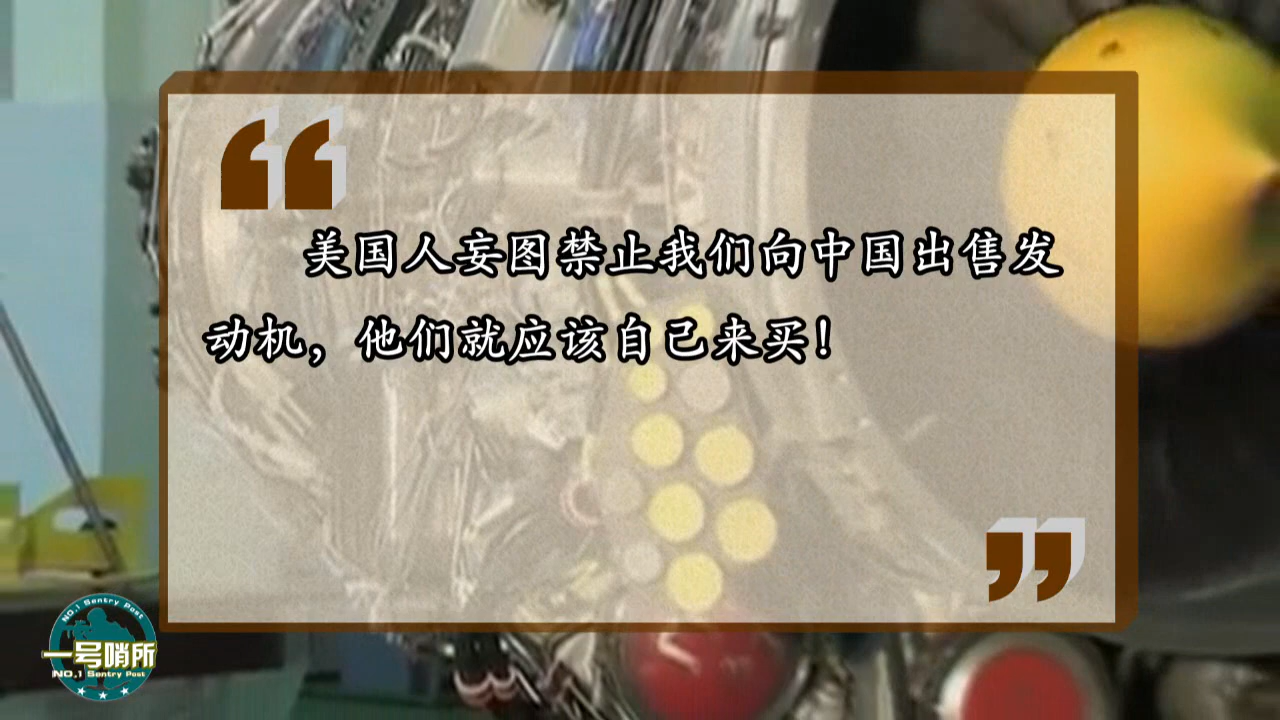 美国人妄图禁止我们向中国出售发
动机，他们就应该自己来买！
NO.1 Sentry Post
一号哨所
NO.1 Sentry Post